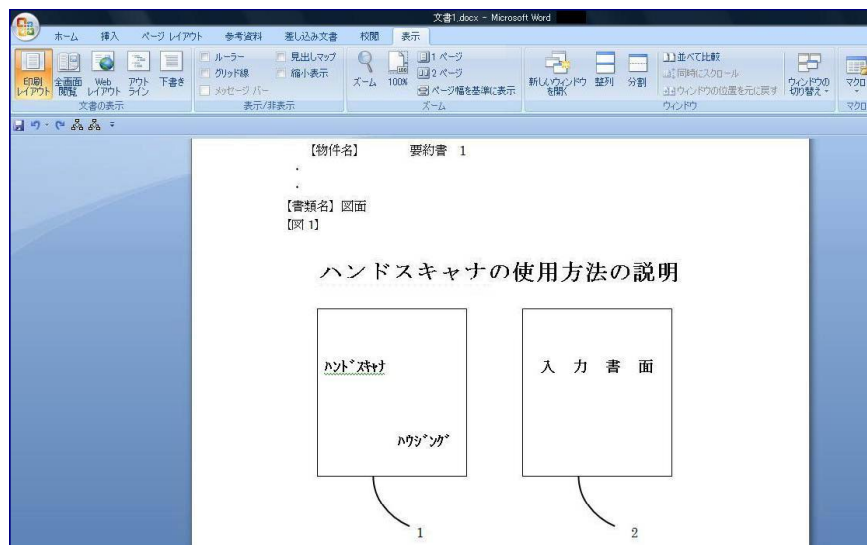 文書1.docx - Microsoft Word
ホーム 挿入 ページ レイアウト 参考資料 差し込み文書 校閲 表示
印刷レイアウト
全画面閲覧
Web レイアウト
アウトライン
下書き
文書の表示
ルーラー
グリッド線
メッセージ バー
見出しマップ
縮小表示
表示/非表示
ズーム
100%
1 ページ
2 ページ
ページ幅を基準に表示
ズーム
新しいウィンドウを開く
整列
分割
並べて比較
同時にスクロール
ウィンドウの位置を元に戻す
ウィンドウの切り替え
ウィンドウ
マクロ
マクロ
【物件名】 要約書 1
・
・
【書類名】図面
【図 1】
ハンドスキャナの使用方法の説明
ﾊﾝﾄﾞｽｷｬﾅ
ﾊｳｼﾞﾝｸﾞ
入 力 書 面
1
2